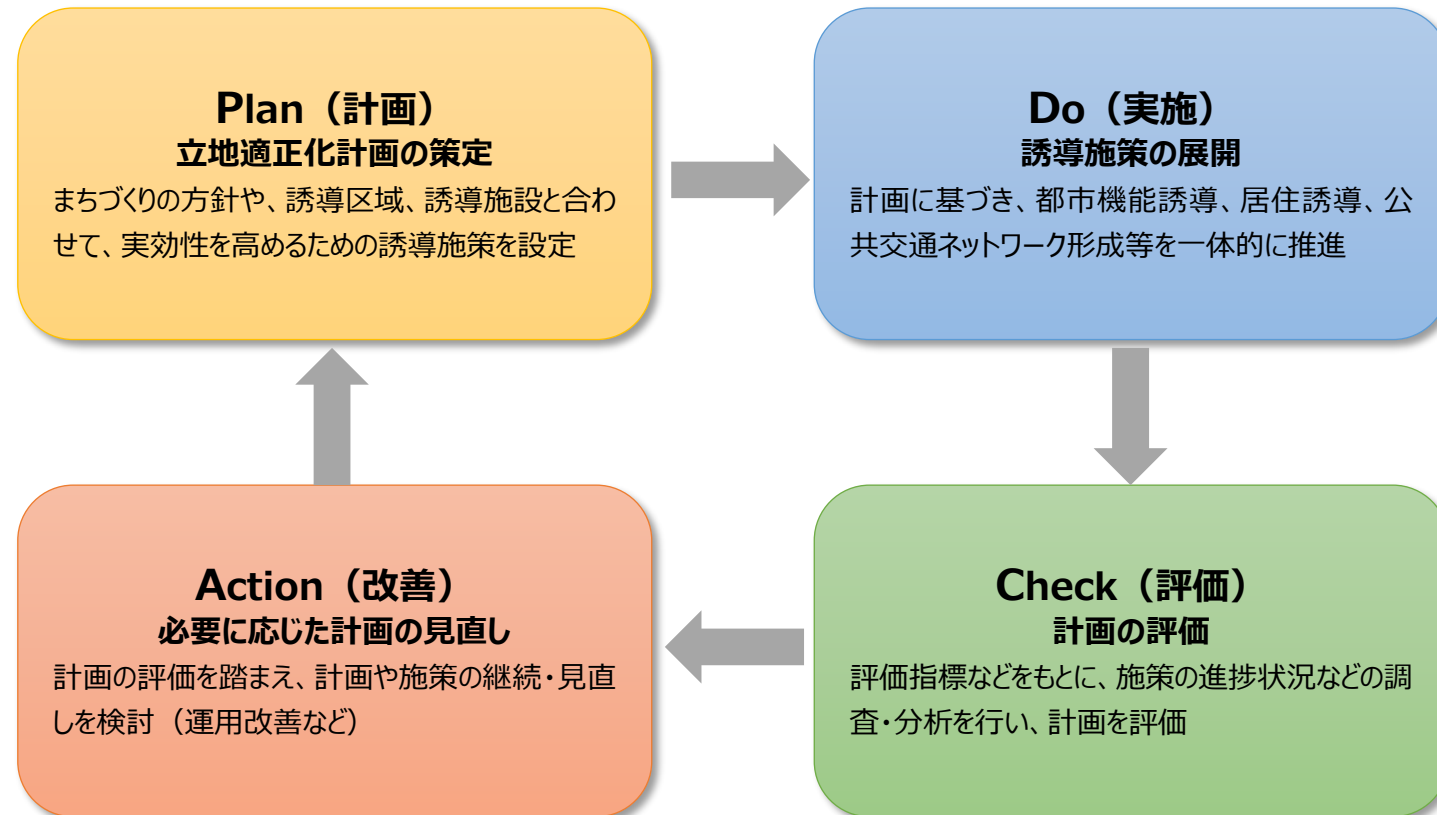 Plan（計画）
立地適正化計画の策定
まちづくりの方針や、誘導区域、誘導施設と合わ
せて、実効性を高めるための誘導施策を設定
Do（実施）
誘導施策の展開
計画に基づき、都市機能誘導、居住誘導、公
共交通ネットワーク形成等を一体的に推進
Check（評価）
計画の評価
評価指標などをもとに、施策の進捗状況などの調
査・分析を行い、計画を評価
Action（改善）
必要に応じた計画の見直し
計画の評価を踏まえ、計画や施策の継続・見直
しを検討（運用改善など）